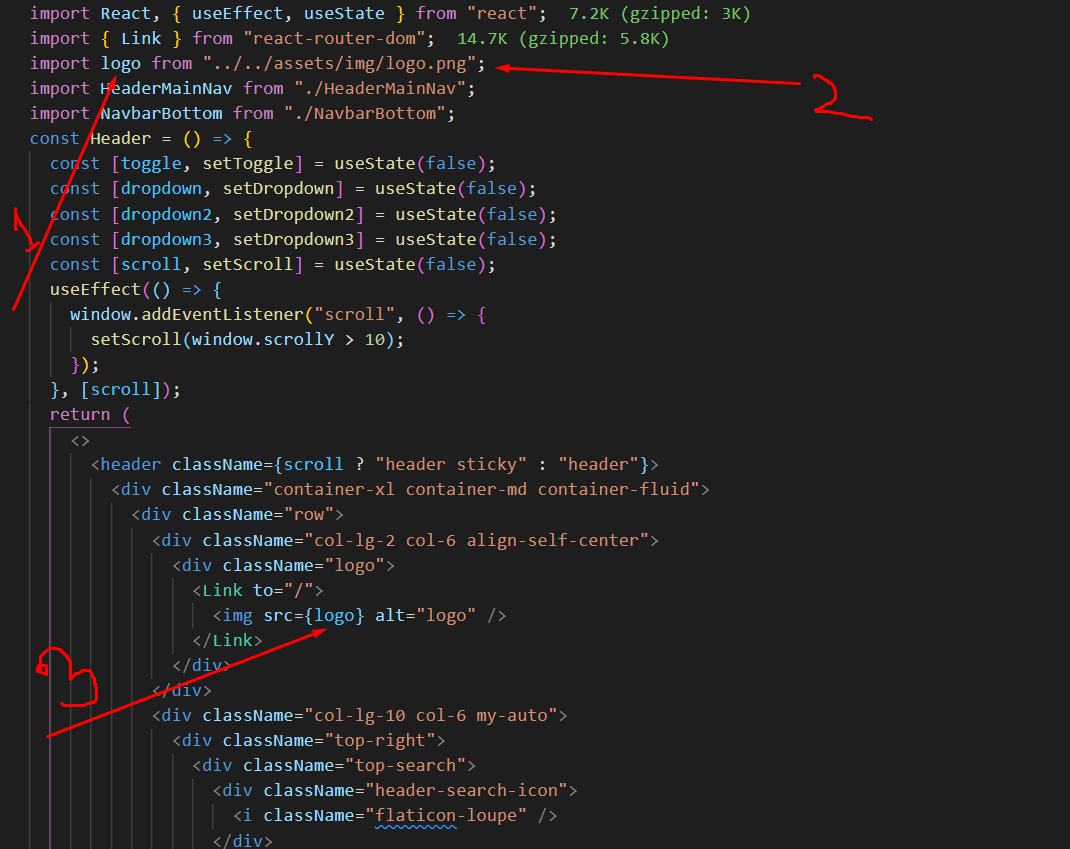 import React, { useEffect, useState } from "react";  7.2K (gzipped: 3K)
import { Link } from "react-router-dom";  14.7K (gzipped: 5.8K)
import logo from "../../assets/img/logo.png";
import HeaderMainNav from "./HeaderMainNav";
import NavbarBottom from "./NavbarBottom";
const Header = () => {
  const [toggle, setToggle] = useState(false);
  const [dropdown, setDropdown] = useState(false);
  const [dropdown2, setDropdown2] = useState(false);
  const [dropdown3, setDropdown3] = useState(false);
  const [scroll, setScroll] = useState(false);
  useEffect(() => {
    window.addEventListener("scroll", () => {
      setScroll(window.scrollY > 10);
    });
  }, [scroll]);
  return (
    <>
      <header className={scroll ? "header sticky" : "header"}>
        <div className="container-xl container-md container-fluid">
          <div className="row">
            <div className="col-lg-2 col-6 align-self-center">
              <div className="logo">
                <Link to="/">
                  <img src={logo} alt="logo" />
                </Link>
              </div>
            </div>
            <div className="col-lg-10 col-6 my-auto">
              <div className="top-right">
                <div className="top-search">
                  <div className="header-search-icon">
                    <i className="flaticon-loupe" />
                  </div>
2